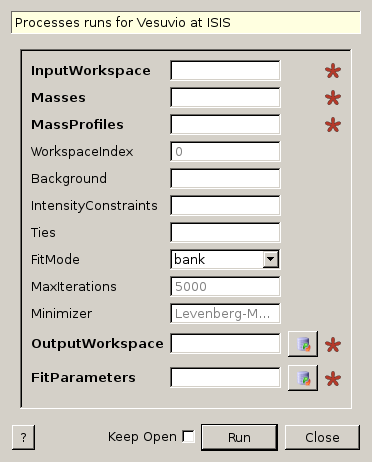 Processes runs for Vesuvio at ISIS
InputWorkspace
Masses
MassProfiles
WorkspaceIndex 0
Background
IntensityConstraints
Ties
FitMode bank
MaxIterations 5000
Minimizer Levenberg-M...
OutputWorkspace
FitParameters
? Keep Open Run Close